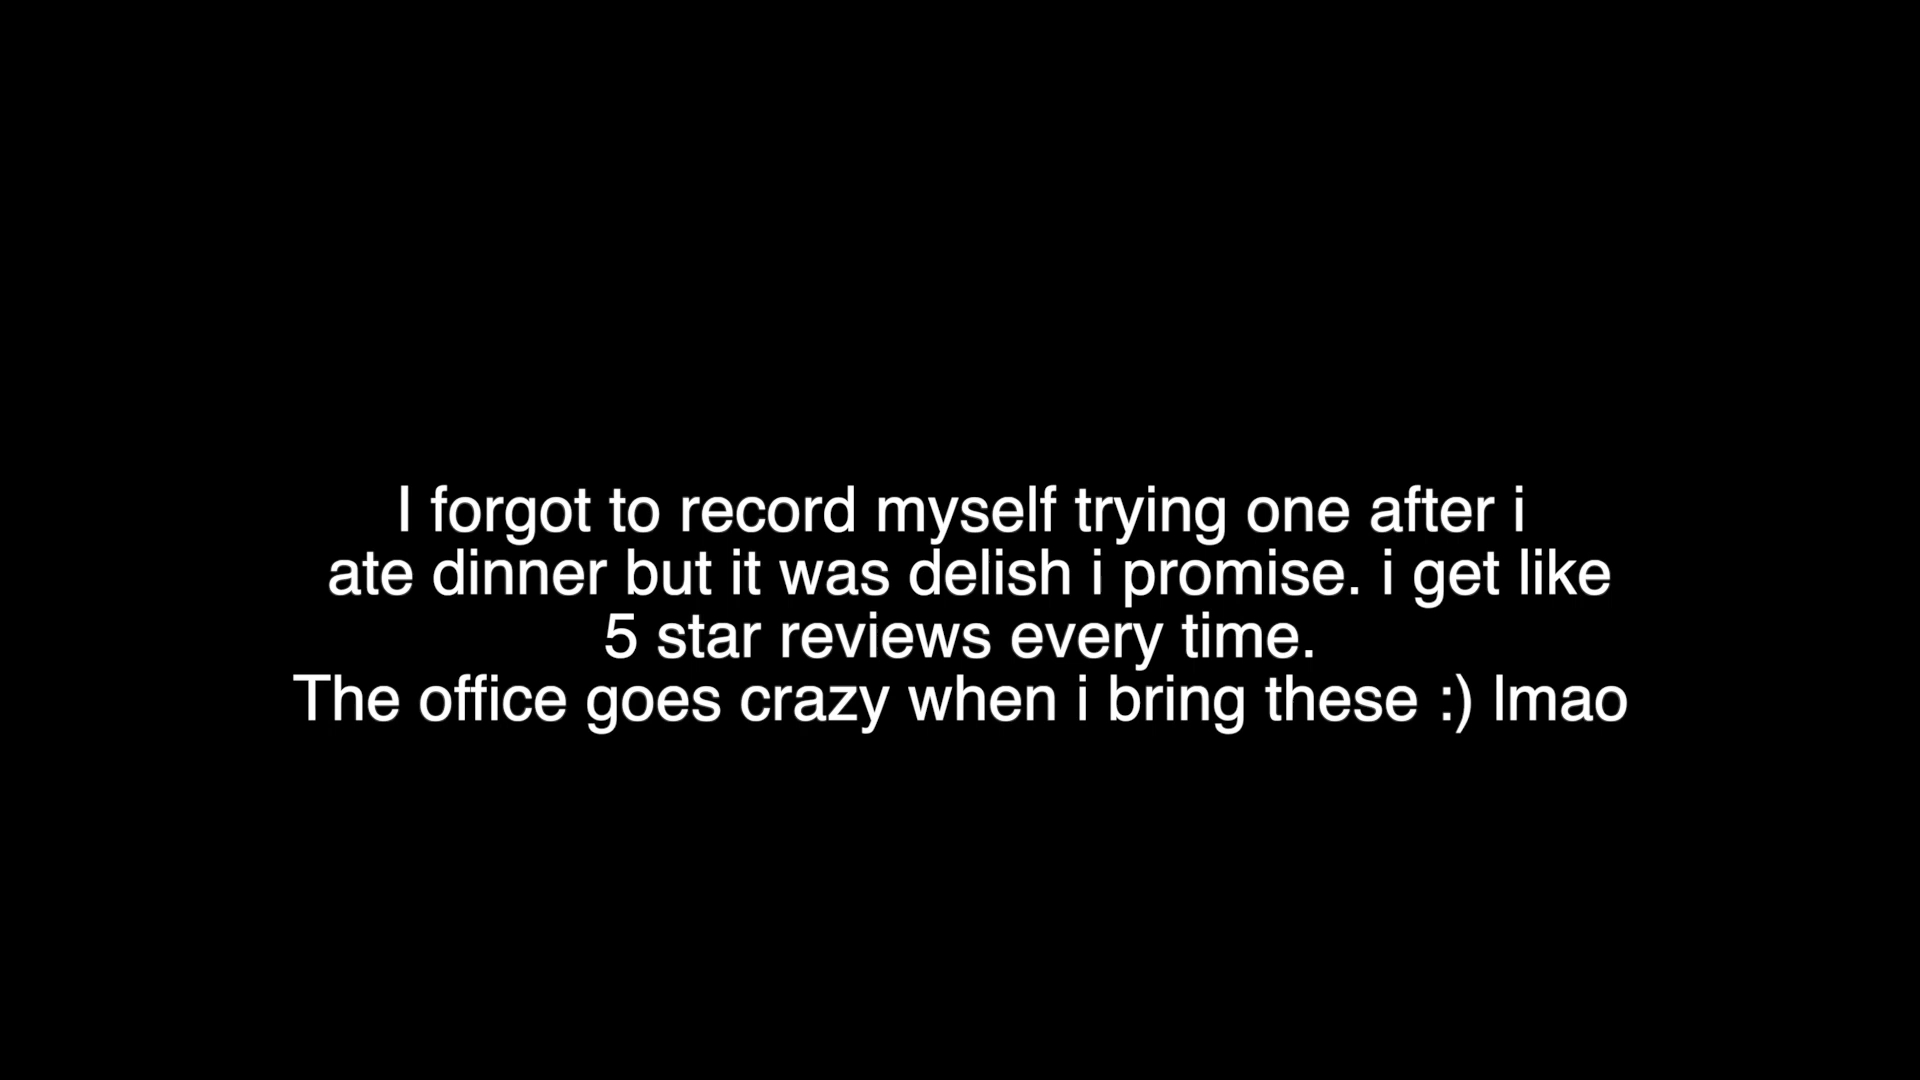 I forgot to record myself trying one after i
ate dinner but it was delish i promise. i get like
5 star reviews every time.
The office goes crazy when i bring these :) lmao